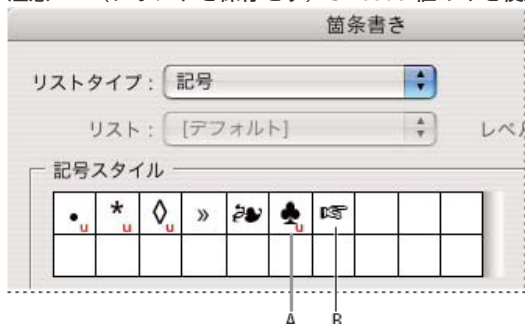 箇条書き
リストタイプ : 記号
リスト : [デフォルト] レベル
記号スタイル
•u *u ◊u » ❧ ♣u ☞
A B